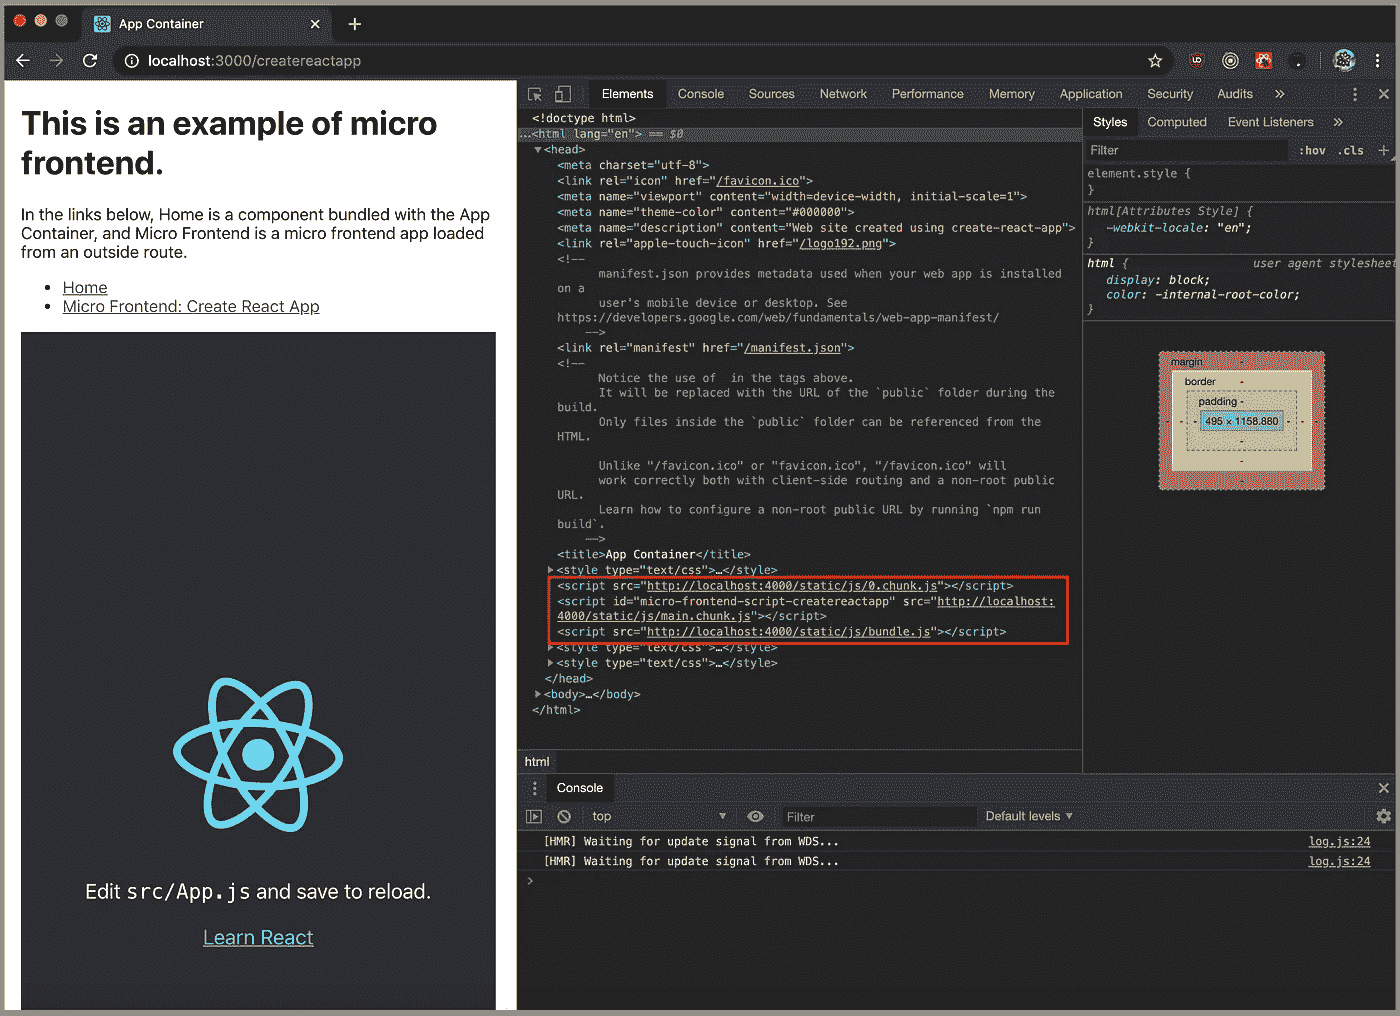 App Container
localhost:3000/createreactapp
This is an example of micro
frontend.
In the links below, Home is a component bundled with the App
Container, and Micro Frontend is a micro frontend app loaded
from an outside route.
• Home
• Micro Frontend: Create React App
Edit src/App.js and save to reload.
Learn React
Elements Console Sources Network Performance Memory Application Security Audits »
<!doctype html>
...<html lang="en"> == $0
▼<head>
<meta charset="utf-8">
<link rel="icon" href="/favicon.ico">
<meta name="viewport" content="width=device-width, initial-scale=1">
<meta name="theme-color" content="#000000">
<meta name="description" content="Web site created using create-react-app">
<link rel="apple-touch-icon" href="/logo192.png">
<!--
manifest.json provides metadata used when your web app is installed
on a
user's mobile device or desktop. See
https://developers.google.com/web/fundamentals/web-app-manifest/
-->
<link rel="manifest" href="/manifest.json">
<!--
Notice the use of  in the tags above.
It will be replaced with the URL of the `public` folder during the
build.
Only files inside the `public` folder can be referenced from the
HTML.
Unlike "/favicon.ico" or "favicon.ico", "/favicon.ico" will
work correctly both with client-side routing and a non-root public
URL.
Learn how to configure a non-root public URL by running `npm run
build`.
-->
<title>App Container</title>
▶<style type="text/css">…</style>
<script src="http://localhost:4000/static/js/0.chunk.js"></script>
<script id="micro-frontend-script-createreactapp" src="http://localhost:
4000/static/js/main.chunk.js"></script>
<script src="http://localhost:4000/static/js/bundle.js"></script>
▶<style type="text/css">…</style>
▶<style type="text/css">…</style>
</head>
▶<body>…</body>
</html>
html
Styles Computed Event Listeners »
Filter :hov .cls +
element.style {
}
html[Attributes Style] {
-webkit-locale: "en";
}
html { user agent stylesheet
display: block;
color: -internal-root-color;
}
margin -
border -
padding -
- - - 495 × 1158.880 - - -
-
-
-
Console
top ▼ Filter Default levels ▼
[HMR] Waiting for update signal from WDS... log.js:24
[HMR] Waiting for update signal from WDS... log.js:24
>